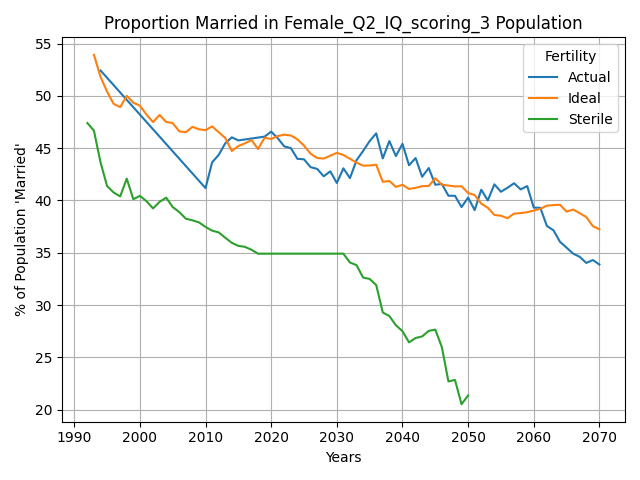 Proportion Married in Female_Q2_IQ_scoring_3 Population
% of Population 'Married'
55
50
45
40
35
30
25
20
Fertility
Actual
Ideal
Sterile
1990 2000 2010 2020 2030 2040 2050 2060 2070
Years